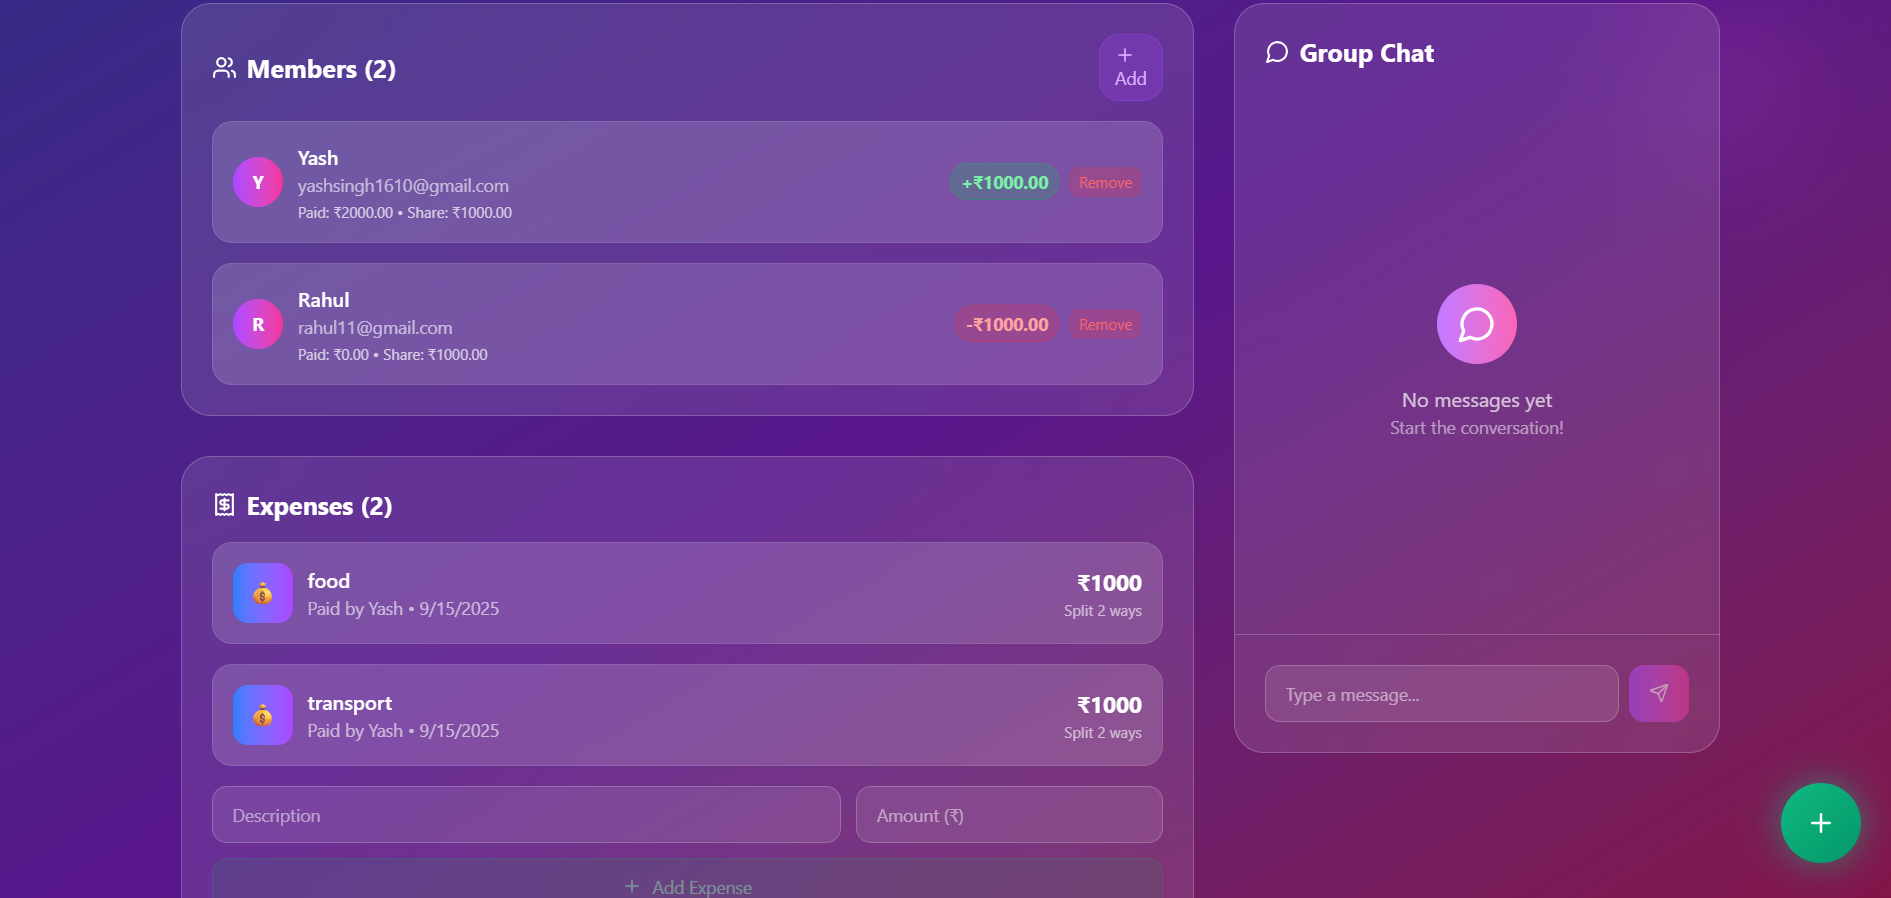 Members (2)
Add
Y
Yash
yashsingh1610@gmail.com
Paid: ₹2000.00 • Share: ₹1000.00
+₹1000.00
Remove
R
Rahul
rahul11@gmail.com
Paid: ₹0.00 • Share: ₹1000.00
-₹1000.00
Remove
Expenses (2)
food
Paid by Yash • 9/15/2025
₹1000
Split 2 ways
transport
Paid by Yash • 9/15/2025
₹1000
Split 2 ways
Description
Amount (₹)
Add Expense
Group Chat
No messages yet
Start the conversation!
Type a message...